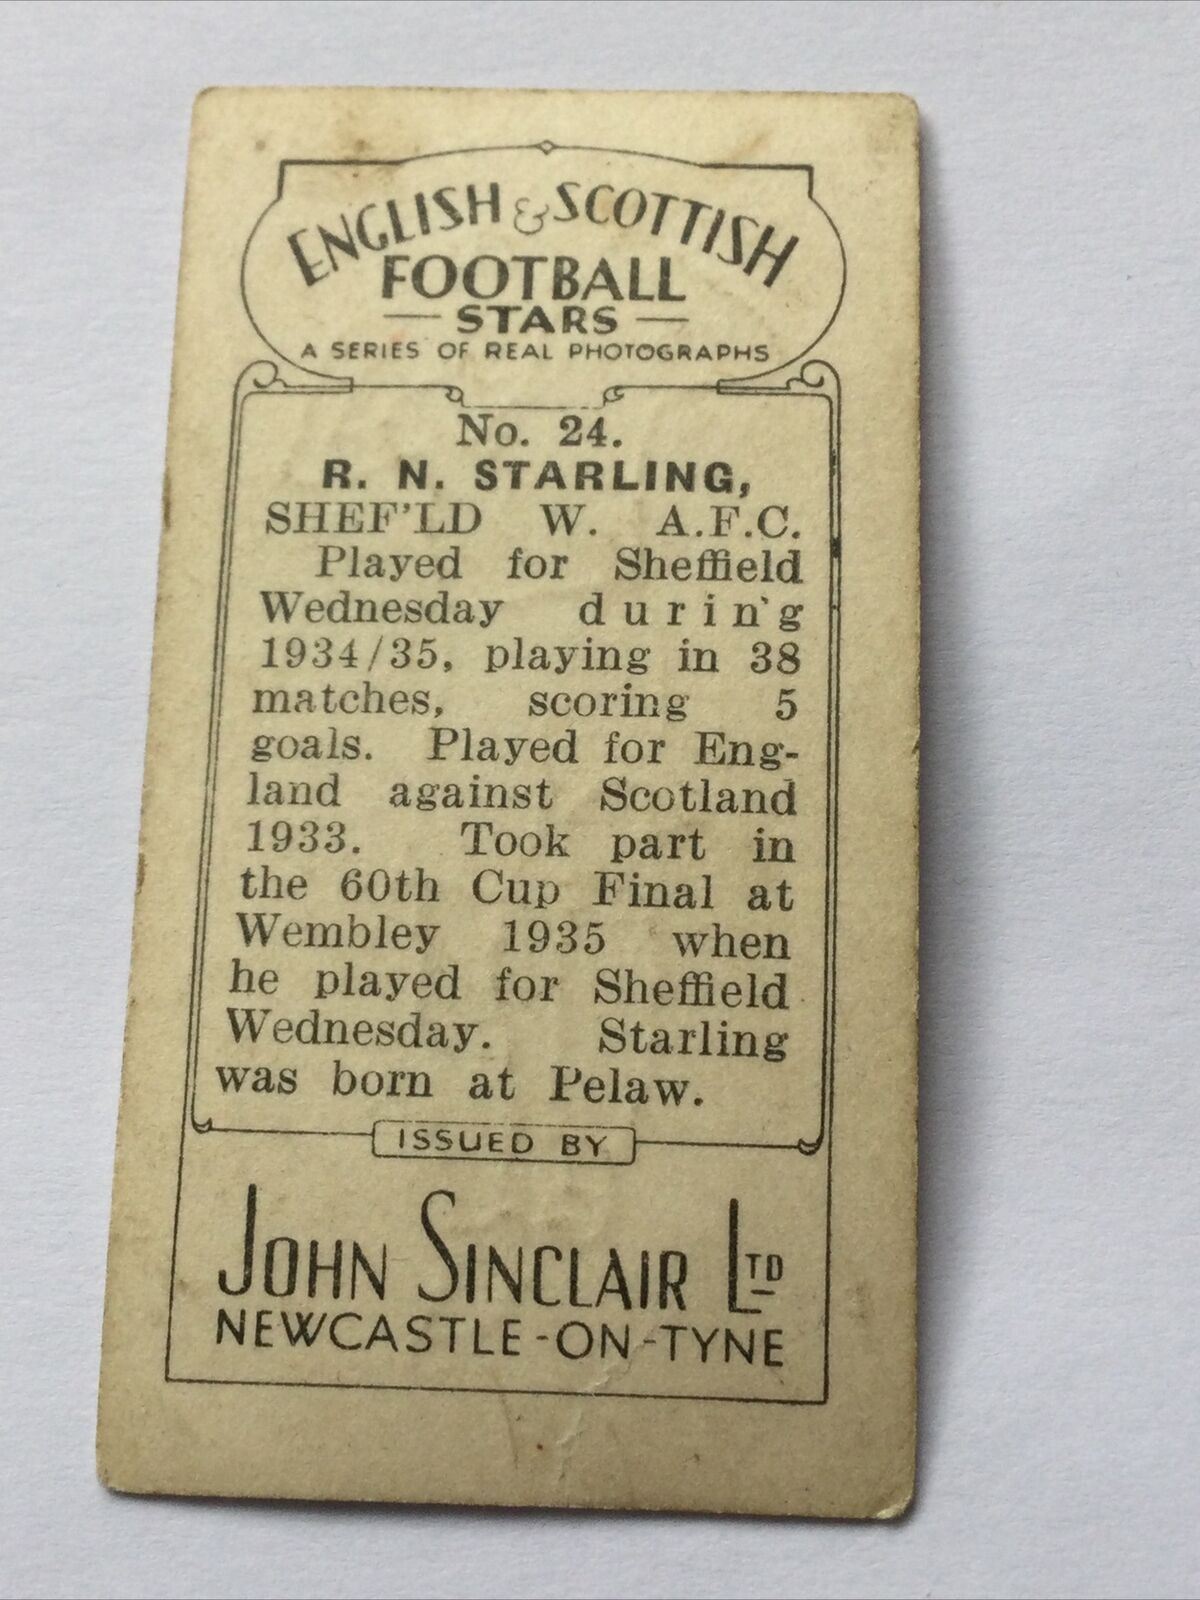 ENGLISH & SCOTTISH
FOOTBALL
— STARS —
A SERIES OF REAL PHOTOGRAPHS
No. 24.
R. N. STARLING,
SHEF'LD W. A.F.C.
Played for Sheffield
Wednesday during
1934/35, playing in 38
matches, scoring 5
goals. Played for Eng-
land against Scotland
1933. Took part in
the 60th Cup Final at
Wembley 1935 when
he played for Sheffield
Wednesday. Starling
was born at Pelaw.
ISSUED BY
JOHN SINCLAIR LTD
NEWCASTLE-ON-TYNE